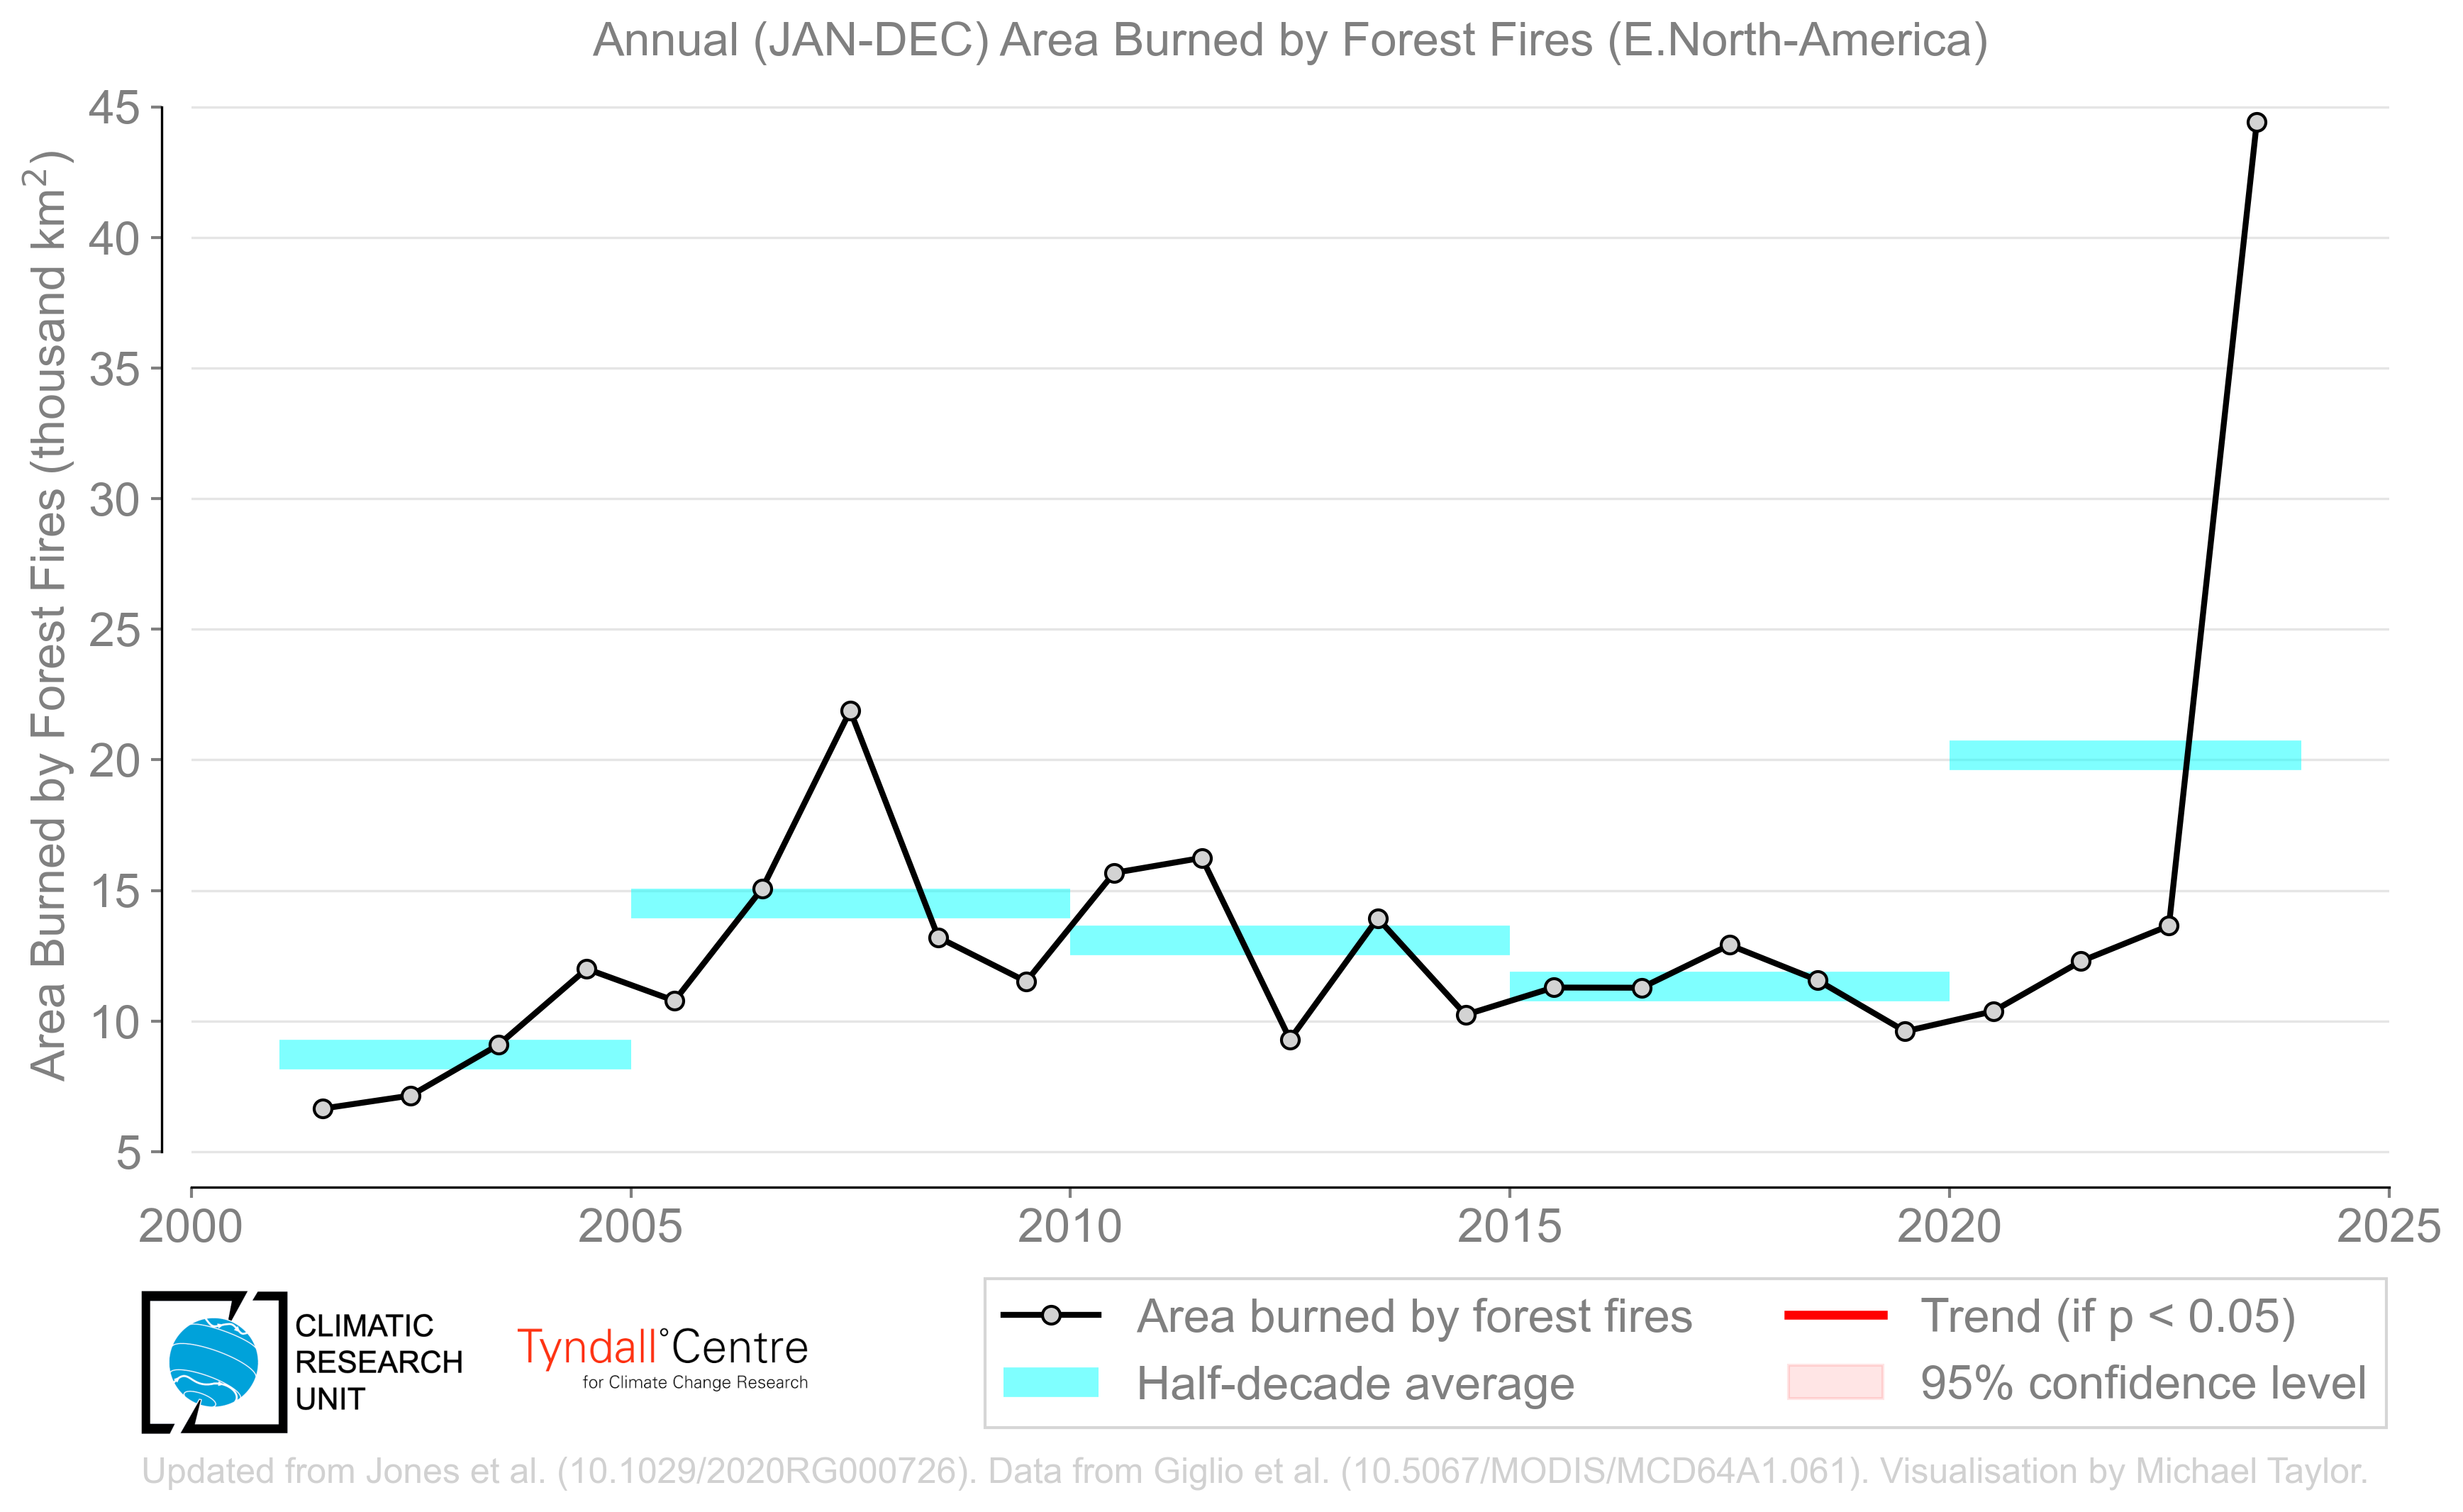 Annual (JAN-DEC) Area Burned by Forest Fires (E.North-America)
Area Burned by Forest Fires (thousand km²)
45
40
35
30
25
20
15
10
5
2000 2005 2010 2015 2020 2025
CLIMATIC
RESEARCH
UNIT
Tyndall°Centre
for Climate Change Research
Area burned by forest fires
Half-decade average
Trend (if p < 0.05)
95% confidence level
Updated from Jones et al. (10.1029/2020RG000726). Data from Giglio et al. (10.5067/MODIS/MCD64A1.061). Visualisation by Michael Taylor.